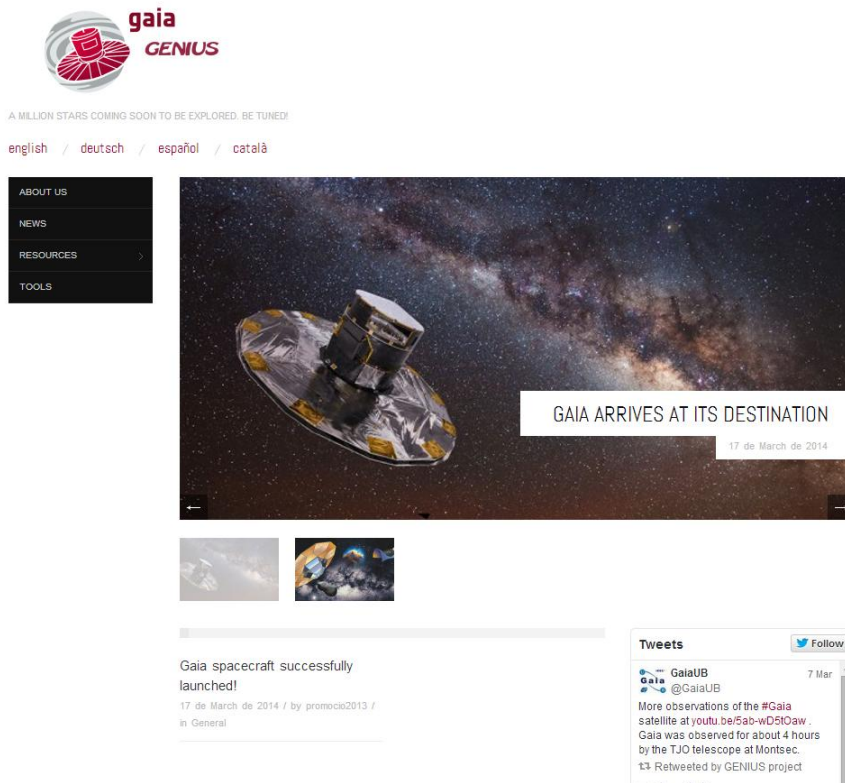 gaia
GENIUS
A MILLION STARS COMING SOON TO BE EXPLORED. BE TUNED!
english / deutsch / español / català
ABOUT US
NEWS
RESOURCES
TOOLS
GAIA ARRIVES AT ITS DESTINATION
17 de March de 2014
Gaia spacecraft successfully
launched!
17 de March de 2014 / by promocio2013 /
in General
Tweets
Follow
Gaia
GaiaUB
7 Mar
@GaiaUB
More observations of the #Gaia
satellite at youtu.be/5ab-wD5tOaw .
Gaia was observed for about 4 hours
by the TJO telescope at Montsec.
Retweeted by GENIUS project